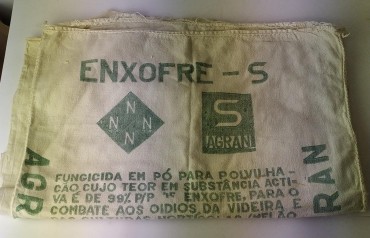 ENXOFRE-S
N
N N
N
S
AGRAN
FUNGICIDA EM PÓ PARA POLVILHA-
ÇÃO CUJO TEOR EM SUBSTÂNCIA ACTI-
VA É DE 99% P/P ENXOFRE, PARA O
COMBATE AOS OIDIOS DA VIDEIRA E
AGR
RAN